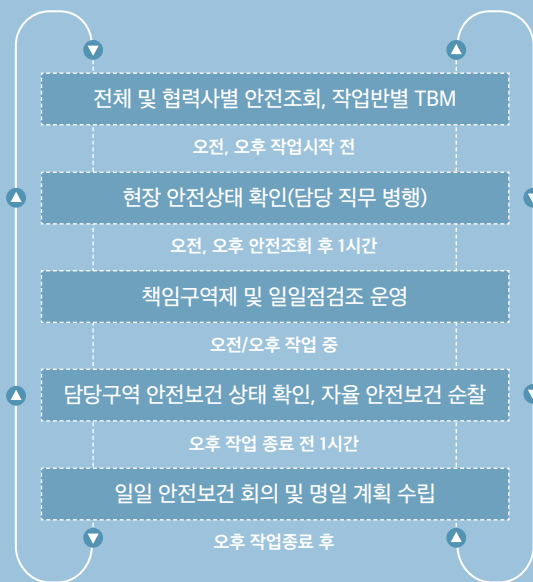 전체 및 협력사별 안전조회, 작업반별 TBM
오전, 오후 작업시작 전
현장 안전상태 확인(담당 직무 병행)
오전, 오후 안전조회 후 1시간
책임구역제 및 일일점검조 운영
오전/오후 작업 중
담당구역 안전보건 상태 확인, 자율 안전보건 순찰
오후 작업 종료 전 1시간
일일 안전보건 회의 및 명일 계획 수립
오후 작업종료 후